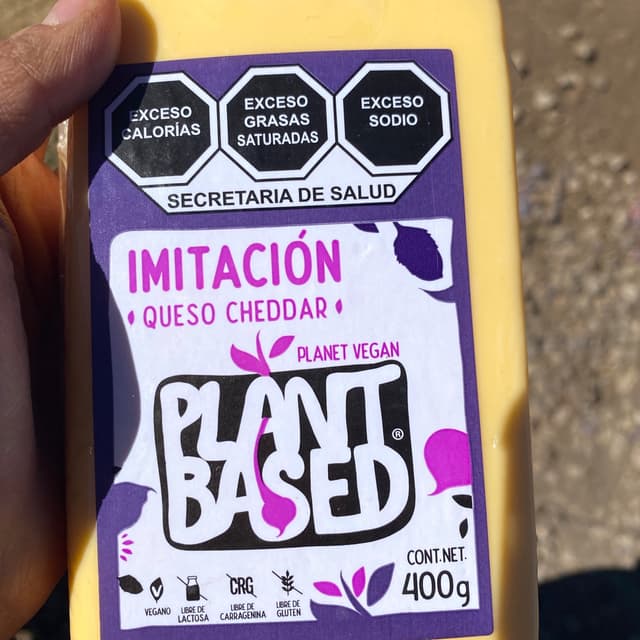 EXCESO
CALORÍAS
EXCESO
GRASAS
SATURADAS
EXCESO
SODIO
SECRETARIA DE SALUD
IMITACIÓN
QUESO CHEDDAR
PLANET VEGAN
PLANT
BASED®
CONT.NET.
400g
VEGANO
LIBRE DE
LACTOSA
CRG
LIBRE DE
CARRAGENINA
LIBRE DE
GLUTEN